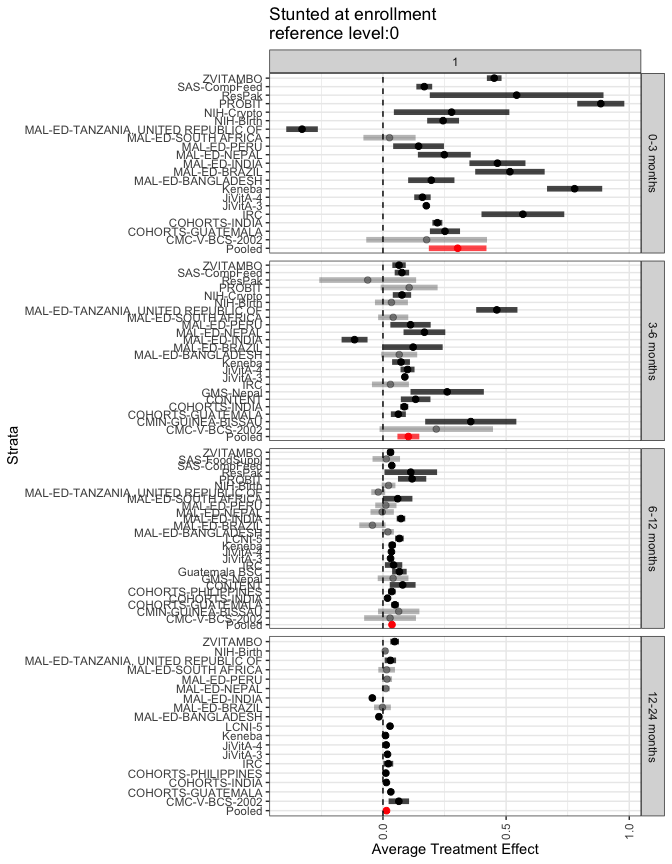 Stunted at enrollment
reference level:0
1
Strata
ZVITAMBO
SAS-CompFeed
ResPak
PROBIT
NIH-Crypto
NIH-Birth
MAL-ED-TANZANIA, UNITED REPUBLIC OF
MAL-ED-SOUTH AFRICA
MAL-ED-PERU
MAL-ED-NEPAL
MAL-ED-INDIA
MAL-ED-BRAZIL
MAL-ED-BANGLADESH
Keneba
JiVitA-4
JiVitA-3
IRC
COHORTS-INDIA
COHORTS-GUATEMALA
CMC-V-BCS-2002
Pooled
0-3 months
ZVITAMBO
SAS-CompFeed
ResPak
PROBIT
NIH-Crypto
NIH-Birth
MAL-ED-TANZANIA, UNITED REPUBLIC OF
MAL-ED-SOUTH AFRICA
MAL-ED-PERU
MAL-ED-NEPAL
MAL-ED-INDIA
MAL-ED-BRAZIL
MAL-ED-BANGLADESH
Keneba
JiVitA-4
JiVitA-3
IRC
GMS-Nepal
CONTENT
COHORTS-INDIA
COHORTS-GUATEMALA
CMIN-GUINEA-BISSAU
CMC-V-BCS-2002
Pooled
3-6 months
ZVITAMBO
SAS-FoodSuppl
SAS-CompFeed
ResPak
PROBIT
NIH-Birth
MAL-ED-TANZANIA, UNITED REPUBLIC OF
MAL-ED-SOUTH AFRICA
MAL-ED-PERU
MAL-ED-NEPAL
MAL-ED-INDIA
MAL-ED-BRAZIL
MAL-ED-BANGLADESH
LCNI-5
Keneba
JiVitA-4
JiVitA-3
IRC
Guatemala BSC
GMS-Nepal
CONTENT
COHORTS-PHILIPPINES
COHORTS-INDIA
COHORTS-GUATEMALA
CMIN-GUINEA-BISSAU
CMC-V-BCS-2002
Pooled
6-12 months
ZVITAMBO
NIH-Birth
MAL-ED-TANZANIA, UNITED REPUBLIC OF
MAL-ED-SOUTH AFRICA
MAL-ED-PERU
MAL-ED-NEPAL
MAL-ED-INDIA
MAL-ED-BRAZIL
MAL-ED-BANGLADESH
LCNI-5
Keneba
JiVitA-4
JiVitA-3
IRC
COHORTS-PHILIPPINES
COHORTS-INDIA
COHORTS-GUATEMALA
CMC-V-BCS-2002
Pooled
12-24 months
0.0
0.5
1.0
Average Treatment Effect